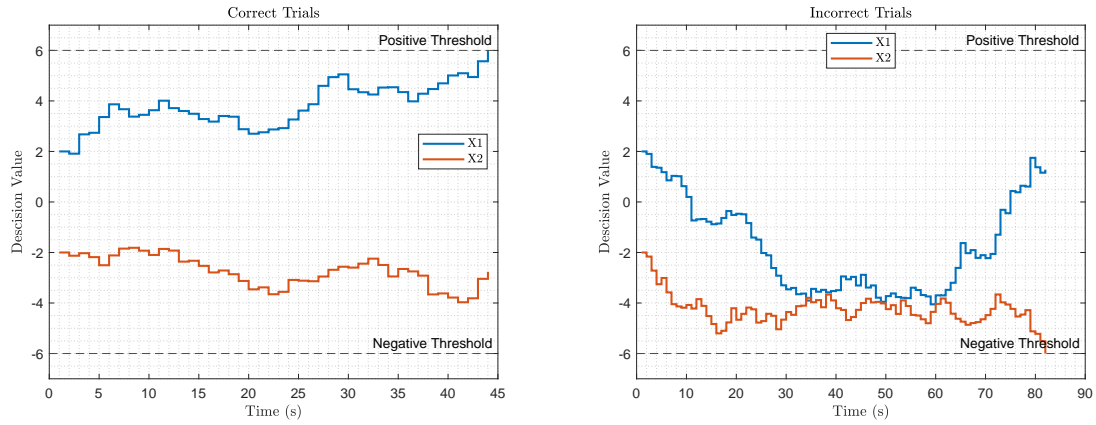 Correct Trials
Positive Threshold
X1
X2
Negative Threshold
6
4
2
0
-2
-4
-6
0 5 10 15 20 25 30 35 40 45
Descision Value
Time (s)
Incorrect Trials
Positive Threshold
X1
X2
Negative Threshold
6
4
2
0
-2
-4
-6
0 10 20 30 40 50 60 70 80 90
Descision Value
Time (s)